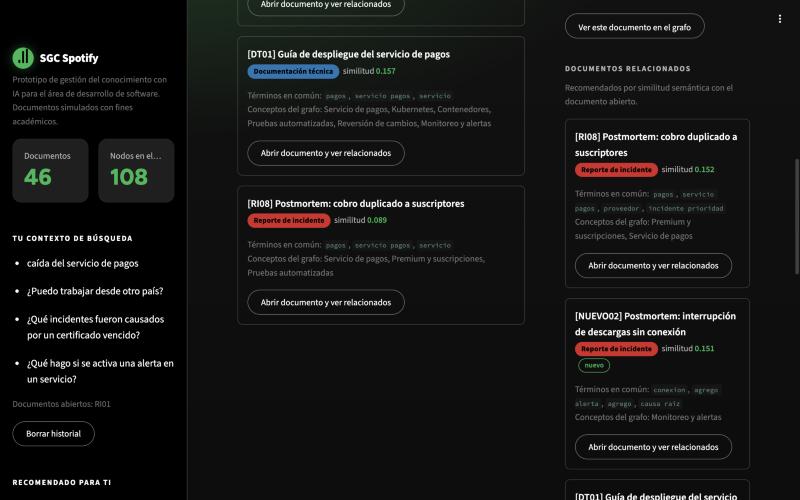 SGC Spotify
Prototipo de gestión del conocimiento con
IA para el área de desarrollo de software.
Documentos simulados con fines
académicos.
Documentos
46
Nodos en el...
108
TU CONTEXTO DE BÚSQUEDA
caída del servicio de pagos
¿Puedo trabajar desde otro país?
¿Qué incidentes fueron causados
por un certificado vencido?
¿Qué hago si se activa una alerta en
un servicio?
Documentos abiertos: RI01
Borrar historial
RECOMENDADO PARA TI
Abrir documento y ver relacionados
[DT01] Guía de despliegue del servicio de pagos
Documentación técnica similitud 0.157
Términos en común: pagos , servicio pagos , servicio
Conceptos del grafo: Servicio de pagos, Kubernetes, Contenedores,
Pruebas automatizadas, Reversión de cambios, Monitoreo y alertas
Abrir documento y ver relacionados
[RI08] Postmortem: cobro duplicado a suscriptores
Reporte de incidente similitud 0.089
Términos en común: pagos , servicio pagos , servicio
Conceptos del grafo: Servicio de pagos, Premium y suscripciones,
Pruebas automatizadas
Abrir documento y ver relacionados
Ver este documento en el grafo
DOCUMENTOS RELACIONADOS
Recomendados por similitud semántica con el
documento abierto.
[RI08] Postmortem: cobro duplicado a
suscriptores
Reporte de incidente similitud 0.152
Términos en común: pagos , servicio
pagos , proveedor , incidente prioridad
Conceptos del grafo: Premium y
suscripciones, Servicio de pagos
Abrir documento y ver relacionados
[NUEVO02] Postmortem: interrupción
de descargas sin conexión
Reporte de incidente similitud 0.151
nuevo
Términos en común: conexion , agrego
alerta , agrego , causa raiz
Conceptos del grafo: Monitoreo y alertas
Abrir documento y ver relacionados
[DT01] Guía de despliegue del servicio